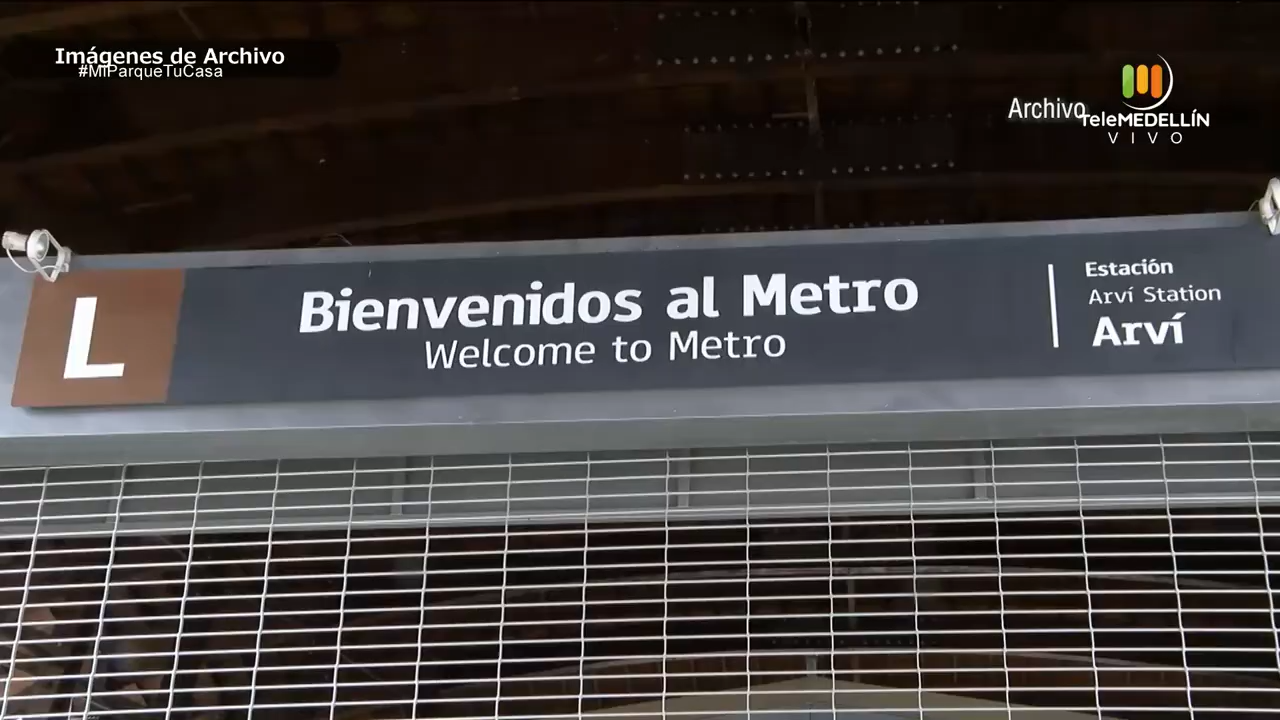 Imágenes de Archivo
#MiParqueTuCasa
Archivo
TeleMEDELLÍN
VIVO
L
Bienvenidos al Metro
Welcome to Metro
Estación
Arví Station
Arví